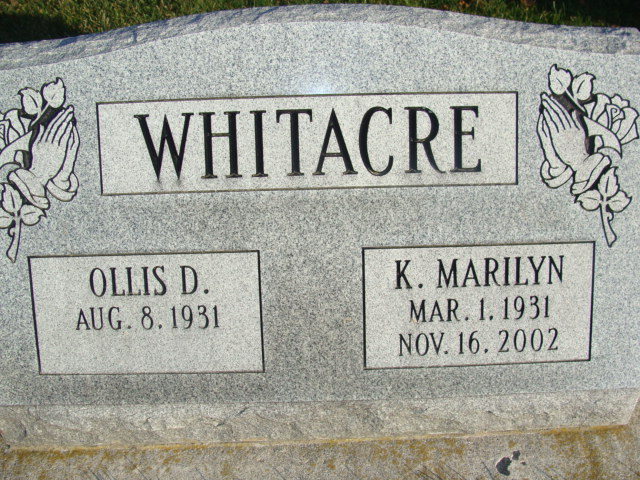 WHITACRE
OLLIS D.
AUG. 8. 1931
K. MARILYN
MAR. 1. 1931
NOV. 16. 2002